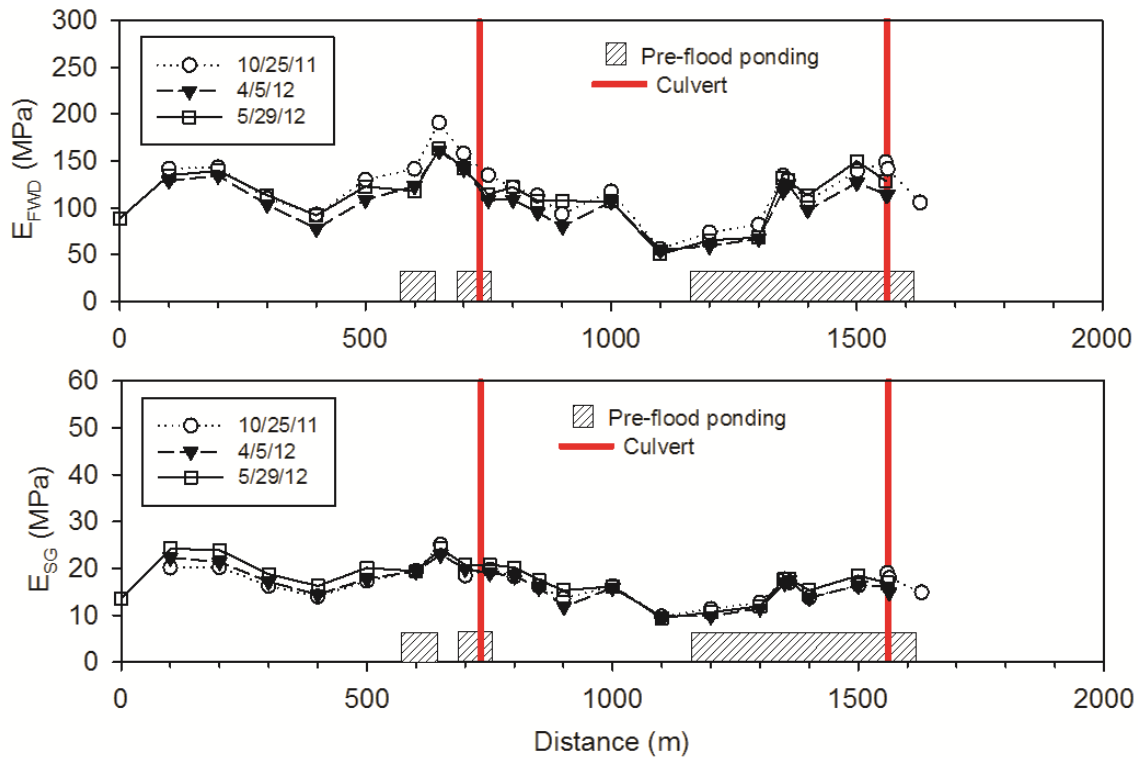 300
250
200
150
100
50
0
E_FWD (MPa)
10/25/11
4/5/12
5/29/12
Pre-flood ponding
Culvert
0 500 1000 1500 2000
60
50
40
30
20
10
0
E_SG (MPa)
10/25/11
4/5/12
5/29/12
Pre-flood ponding
Culvert
0 500 1000 1500 2000
Distance (m)